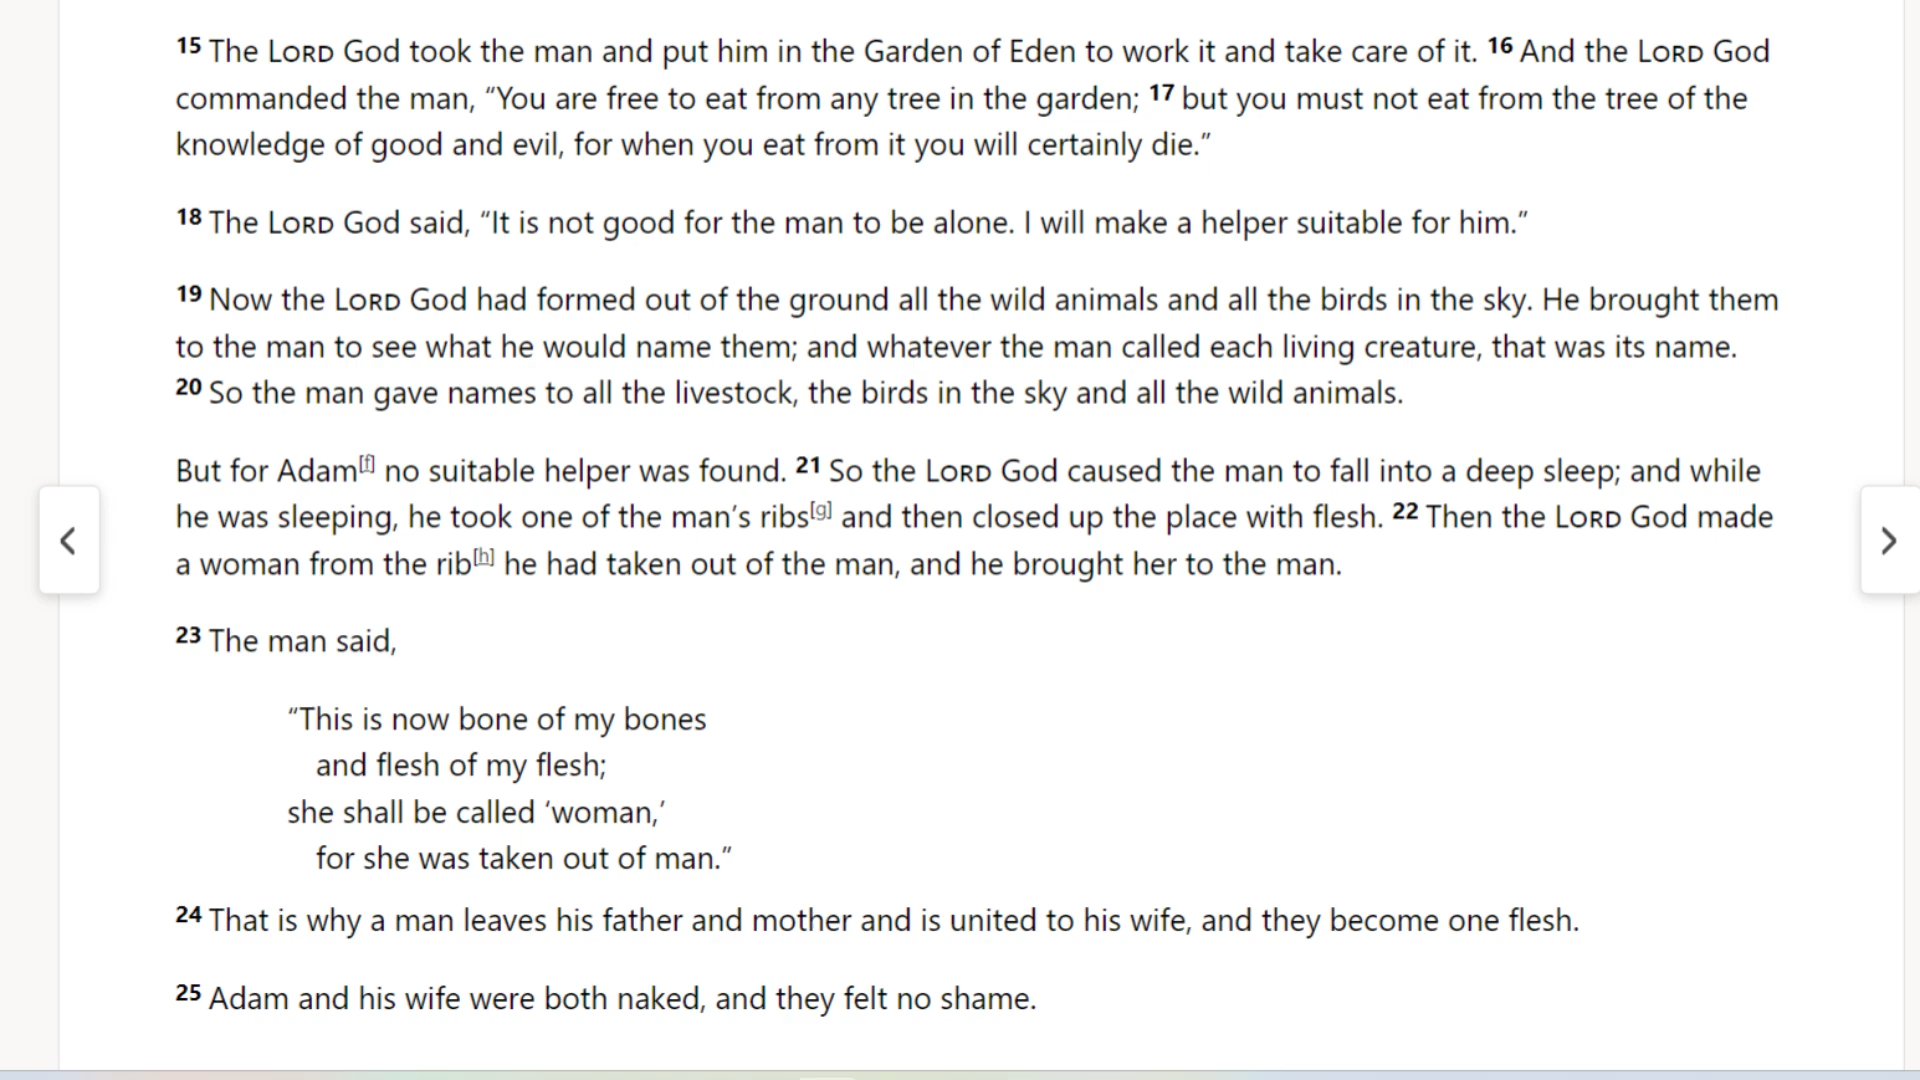 15 The LORD God took the man and put him in the Garden of Eden to work it and take care of it. 16 And the LORD God
commanded the man, “You are free to eat from any tree in the garden; 17 but you must not eat from the tree of the
knowledge of good and evil, for when you eat from it you will certainly die.”
18 The LORD God said, “It is not good for the man to be alone. I will make a helper suitable for him.”
19 Now the LORD God had formed out of the ground all the wild animals and all the birds in the sky. He brought them
to the man to see what he would name them; and whatever the man called each living creature, that was its name.
20 So the man gave names to all the livestock, the birds in the sky and all the wild animals.
But for Adam[f] no suitable helper was found. 21 So the LORD God caused the man to fall into a deep sleep; and while
he was sleeping, he took one of the man’s ribs[g] and then closed up the place with flesh. 22 Then the LORD God made
a woman from the rib[h] he had taken out of the man, and he brought her to the man.
23 The man said,
“This is now bone of my bones
and flesh of my flesh;
she shall be called ‘woman,’
for she was taken out of man.”
24 That is why a man leaves his father and mother and is united to his wife, and they become one flesh.
25 Adam and his wife were both naked, and they felt no shame.